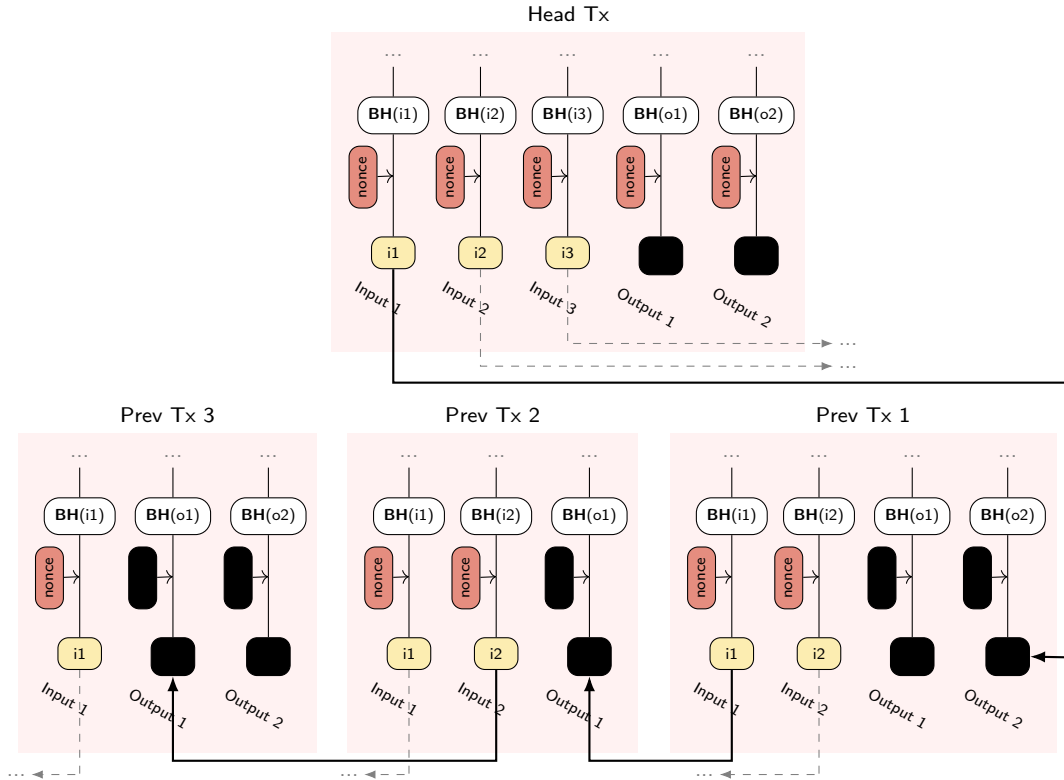 Head Tx
... ... ... ... ...
BH(i1) BH(i2) BH(i3) BH(o1) BH(o2)
nonce nonce nonce nonce nonce
i1 i2 i3
Input 1 Input 2 Input 3 Output 1 Output 2
...
...
Prev Tx 3 Prev Tx 2 Prev Tx 1
... ... ... ... ... ... ... ... ... ...
BH(i1) BH(o1) BH(o2) BH(i1) BH(i2) BH(o1) BH(i1) BH(i2) BH(o1) BH(o2)
nonce nonce nonce nonce nonce
i1 i1 i2 i1 i2
Input 1 Output 1 Output 2 Input 1 Input 2 Output 1 Input 1 Input 2 Output 1 Output 2
... ... ...